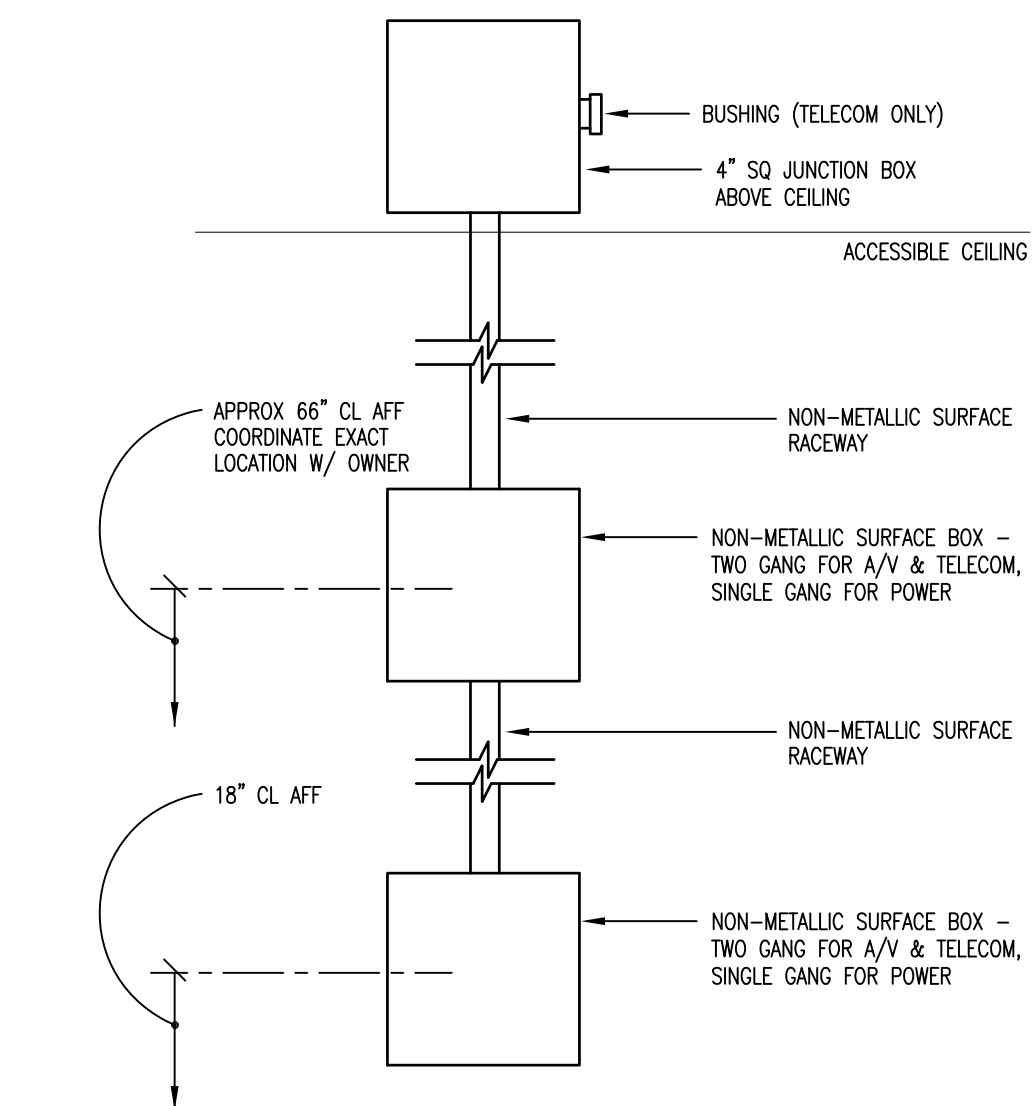 BUSHING (TELECOM ONLY)
4" SQ JUNCTION BOX
ABOVE CEILING
ACCESSIBLE CEILING
APPROX 66" CL AFF
COORDINATE EXACT
LOCATION W/ OWNER
NON-METALLIC SURFACE
RACEWAY
NON-METALLIC SURFACE BOX -
TWO GANG FOR A/V & TELECOM,
SINGLE GANG FOR POWER
NON-METALLIC SURFACE
RACEWAY
18" CL AFF
NON-METALLIC SURFACE BOX -
TWO GANG FOR A/V & TELECOM,
SINGLE GANG FOR POWER